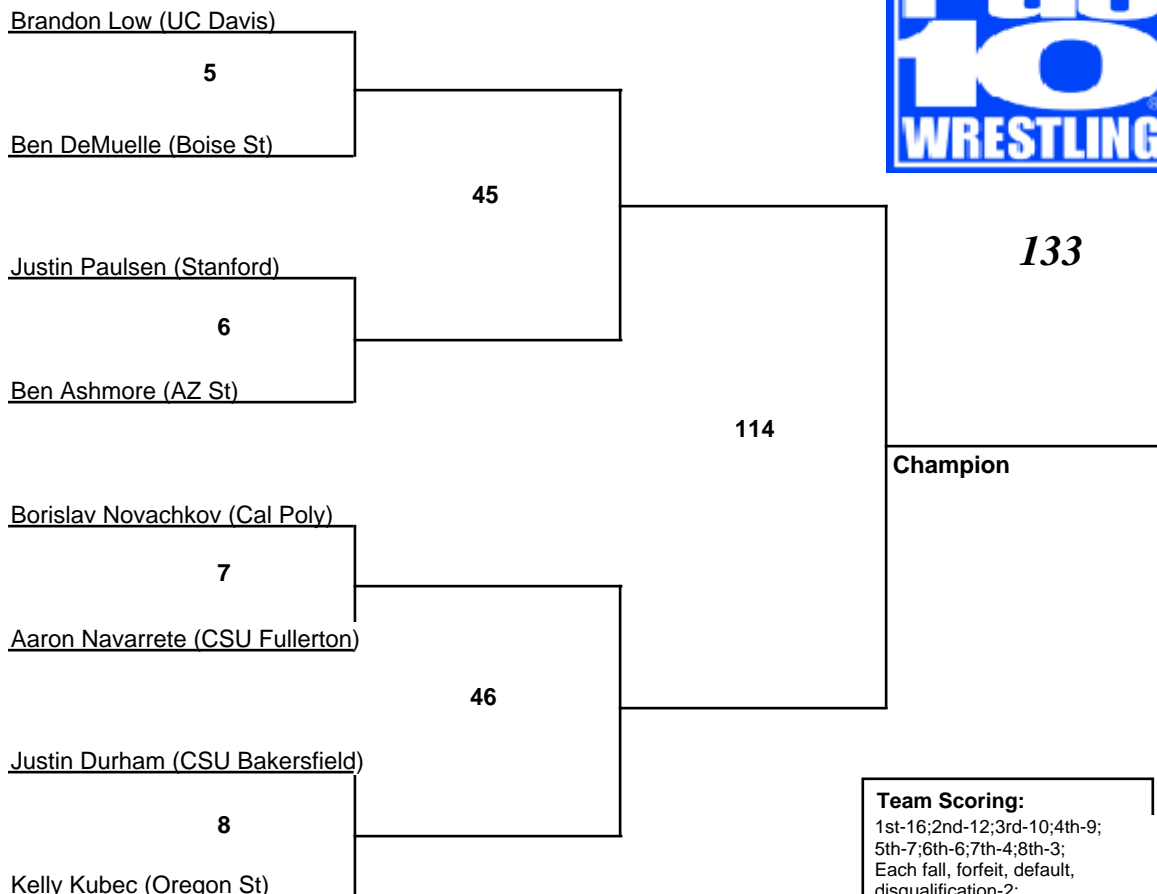 Brandon Low (UC Davis)
5
Ben DeMuelle (Boise St)
45
Justin Paulsen (Stanford)
6
Ben Ashmore (AZ St)
10
WRESTLING
133
114
Champion
Borislav Novachkov (Cal Poly)
7
Aaron Navarrete (CSU Fullerton)
46
Justin Durham (CSU Bakersfield)
8
Kelly Kubec (Oregon St)
Team Scoring:
1st-16;2nd-12;3rd-10;4th-9;
5th-7;6th-6;7th-4;8th-3;
Each fall, forfeit, default,
disqualification-2;